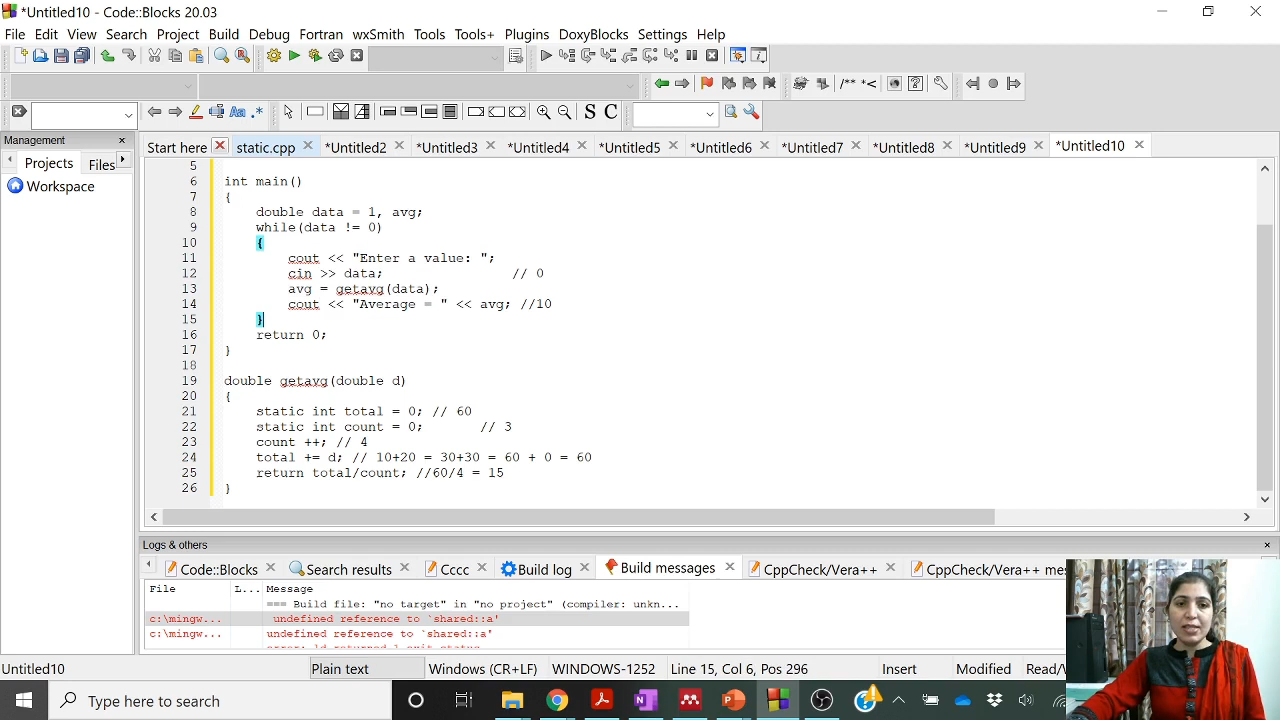 *Untitled10 - Code::Blocks 20.03
File Edit View Search Project Build Debug Fortran wxSmith Tools Tools+ Plugins DoxyBlocks Settings Help
/** *<
Aa .* S C
Management
Start here static.cpp *Untitled2 *Untitled3 *Untitled4 *Untitled5 *Untitled6 *Untitled7 *Untitled8 *Untitled9 *Untitled10
Projects Files
Workspace
5
6 int main()
7 {
8 double data = 1, avg;
9 while(data != 0)
10 {
11 cout << "Enter a value: ";
12 cin >> data; // 0
13 avg = getavg(data);
14 cout << "Average = " << avg; //10
15 }
16 return 0;
17 }
18
19 double getavg(double d)
20 {
21 static int total = 0; // 60
22 static int count = 0; // 3
23 count ++; // 4
24 total += d; // 10+20 = 30+30 = 60 + 0 = 60
25 return total/count; //60/4 = 15
26 }
Logs & others
Code::Blocks Search results Cccc Build log Build messages CppCheck/Vera++ CppCheck/Vera++ mes
File L... Message
=== Build file: "no target" in "no project" (compiler: unkn...
c:\mingw... undefined reference to `shared::a'
c:\mingw... undefined reference to `shared::a'
error: ld returned 1 exit status
Untitled10 Plain text Windows (CR+LF) WINDOWS-1252 Line 15, Col 6, Pos 296 Insert Modified Read/
Type here to search